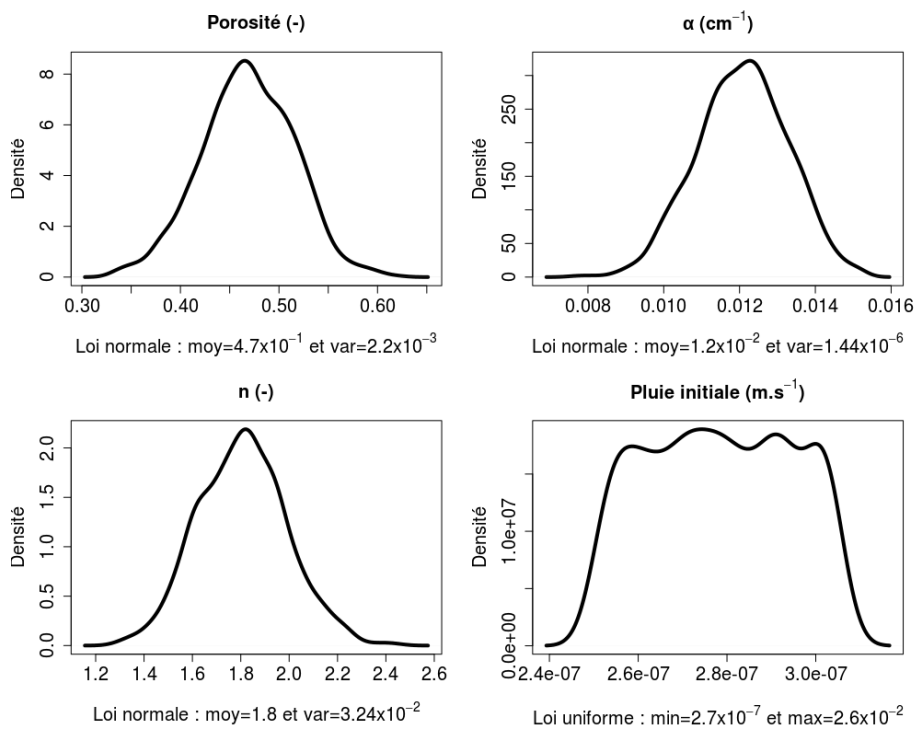 Porosité (-)
Densité
8
6
4
2
0
0.30 0.40 0.50 0.60
Loi normale : moy=4.7x10⁻¹ et var=2.2x10⁻³
α (cm⁻¹)
Densité
250
150
50
0
0.008 0.010 0.012 0.014 0.016
Loi normale : moy=1.2x10⁻² et var=1.44x10⁻⁶
n (-)
Densité
2.0
1.5
1.0
0.5
0.0
1.2 1.4 1.6 1.8 2.0 2.2 2.4 2.6
Loi normale : moy=1.8 et var=3.24x10⁻²
Pluie initiale (m.s⁻¹)
Densité
1.0e+07
0.0e+00
2.4e-07 2.6e-07 2.8e-07 3.0e-07
Loi uniforme : min=2.7x10⁻⁷ et max=2.6x10⁻²